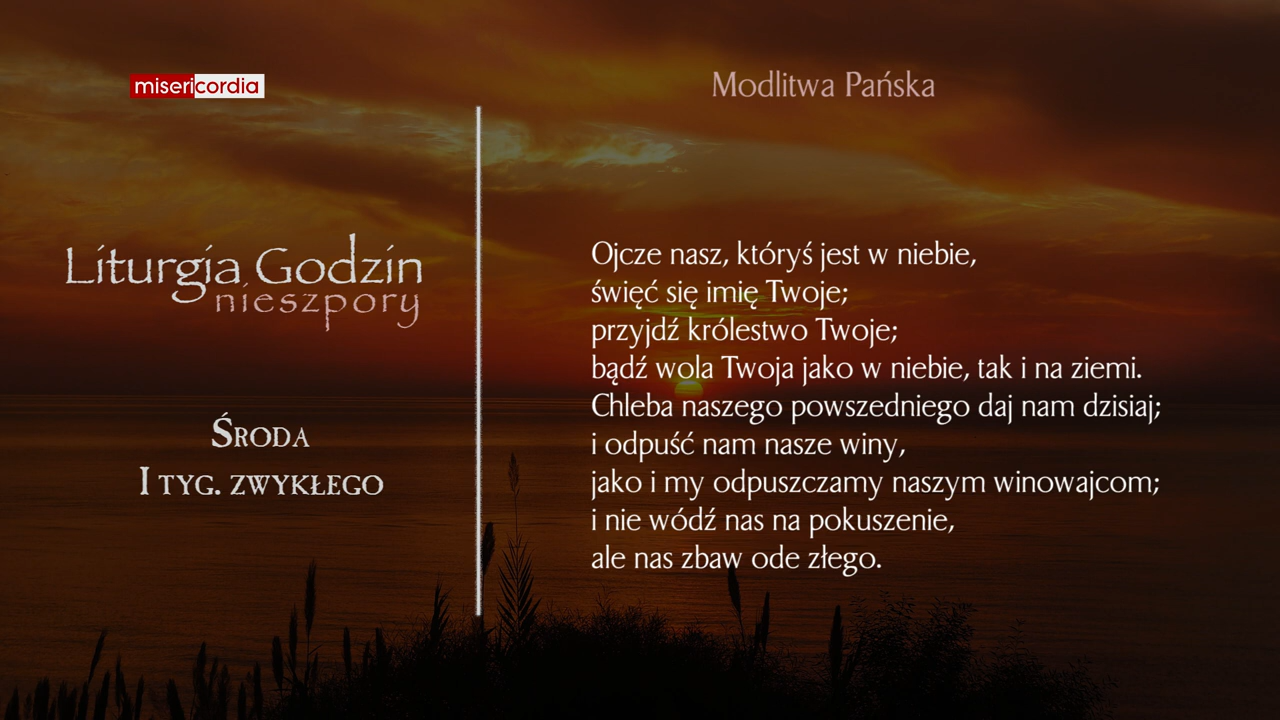 misericordia
Liturgia Godzin
nieszpory
Środa
I tyg. zwykłego
Modlitwa Pańska
Ojcze nasz, któryś jest w niebie,
święć się imię Twoje;
przyjdź królestwo Twoje;
bądź wola Twoja jako w niebie, tak i na ziemi.
Chleba naszego powszedniego daj nam dzisiaj;
i odpuść nam nasze winy,
jako i my odpuszczamy naszym winowajcom;
i nie wódź nas na pokuszenie,
ale nas zbaw ode złego.